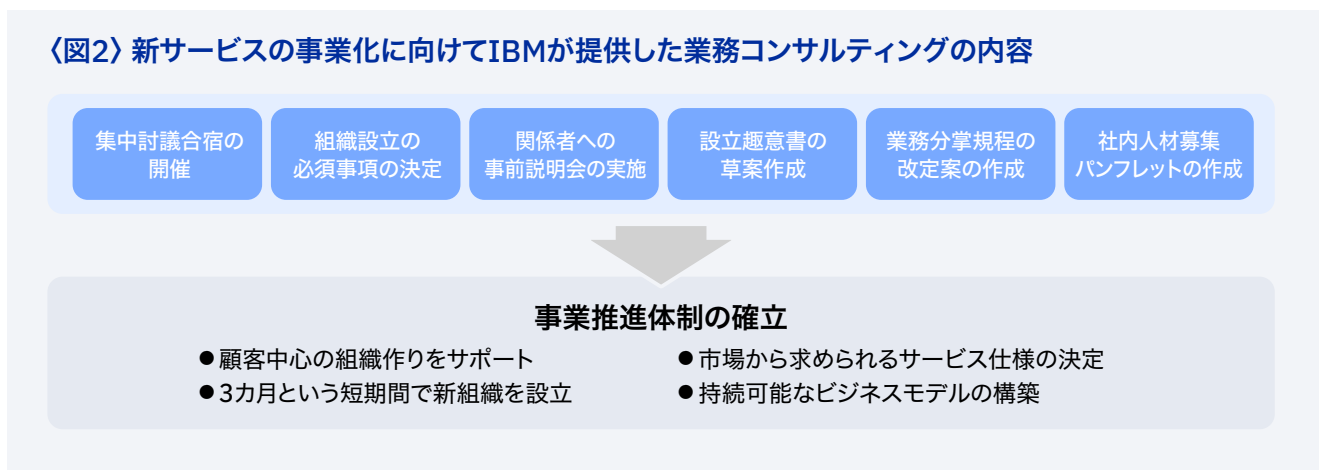 〈図2〉 新サービスの事業化に向けてIBMが提供した業務コンサルティングの内容
集中討議合宿の
開催
組織設立の
必須事項の決定
関係者への
事前説明会の実施
設立趣意書の
草案作成
業務分掌規程の
改定案の作成
社内人材募集
パンフレットの作成
事業推進体制の確立
●顧客中心の組織作りをサポート
●3カ月という短期間で新組織を設立
●市場から求められるサービス仕様の決定
●持続可能なビジネスモデルの構築